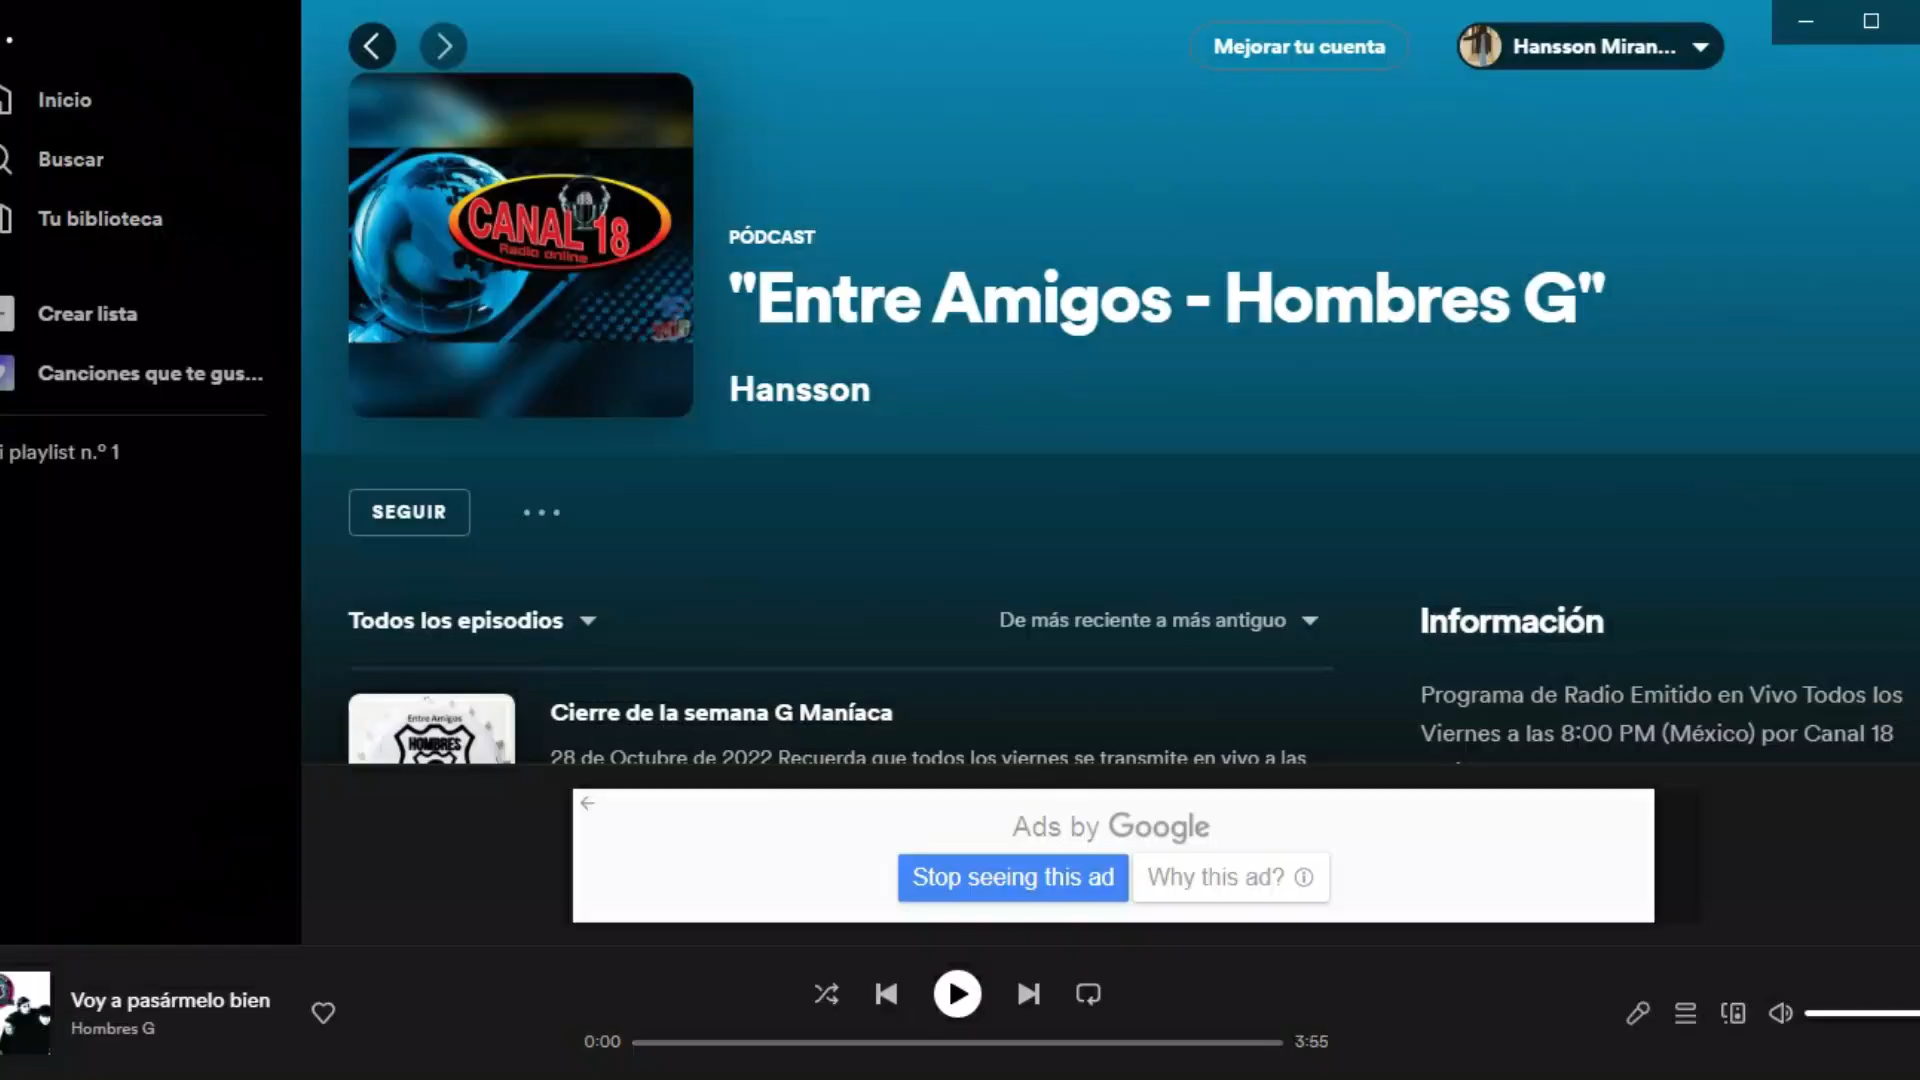 Inicio
Buscar
Tu biblioteca
Crear lista
Canciones que te gus...
i playlist n.º 1
Mejorar tu cuenta
Hansson Miran...
CANAL 18
Radio online
PÓDCAST
"Entre Amigos - Hombres G"
Hansson
SEGUIR
Todos los episodios
De más reciente a más antiguo
Información
Entre Amigos
HOMBRES
Cierre de la semana G Maníaca
28 de Octubre de 2022 Recuerda que todos los viernes se transmite en vivo a las
Programa de Radio Emitido en Vivo Todos los
Viernes a las 8:00 PM (México) por Canal 18
Ads by Google
Stop seeing this ad
Why this ad?
Voy a pasármelo bien
Hombres G
0:00
3:55